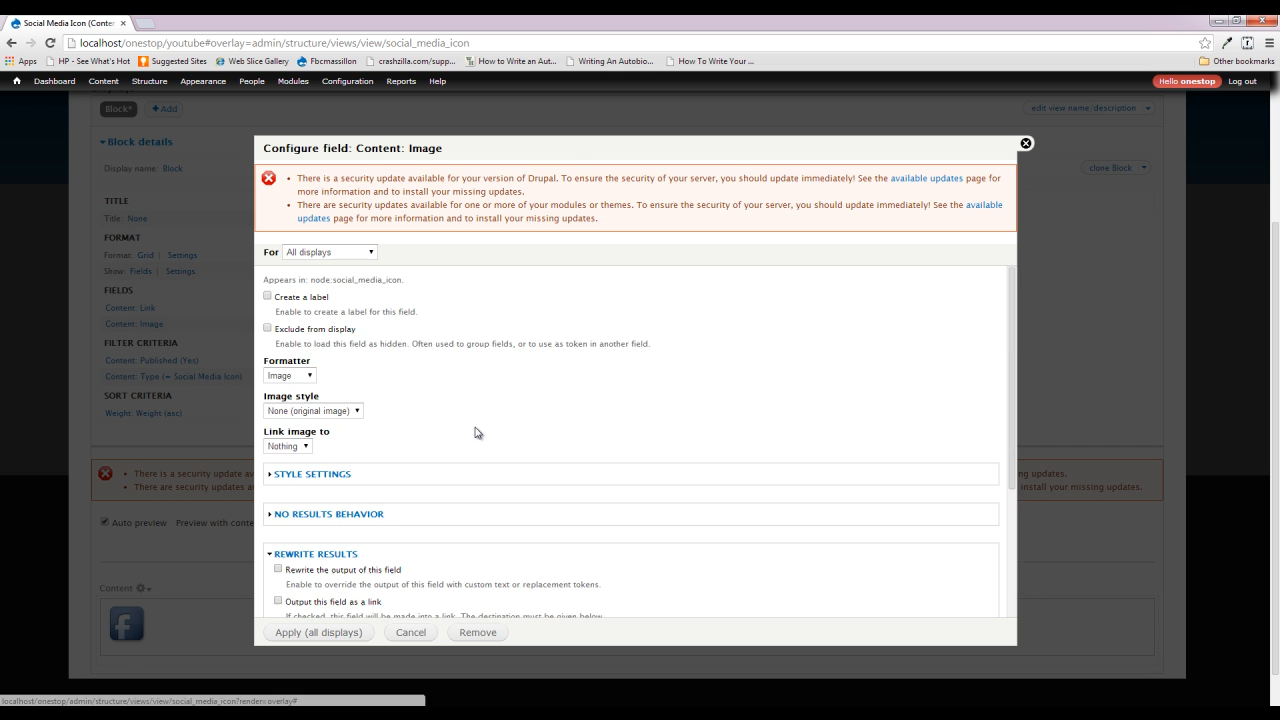 Social Media Icon (Conter
localhost/onestop/youtube#overlay=admin/structure/views/view/social_media_icon
Apps HP - See What's Hot Suggested Sites Web Slice Gallery Fbcmassillon crashzilla.com/supp... How to Write an Aut... Writing An Autobio... How To Write Your ... Other bookmarks
Dashboard Content Structure Appearance People Modules Configuration Reports Help Hello onestop Log out
Block* Add edit view name/description
Block details
Display name: Block clone Block
TITLE
Title: None
FORMAT
Format: Grid | Settings
Show: Fields | Settings
FIELDS
Content: Link
Content: Image
FILTER CRITERIA
Content: Published (Yes)
Content: Type (= Social Media Icon)
SORT CRITERIA
Weight: Weight (asc)
Configure field: Content: Image
There is a security update available for your version of Drupal. To ensure the security of your server, you should update immediately! See the available updates page for
more information and to install your missing updates.
There are security updates available for one or more of your modules or themes. To ensure the security of your server, you should update immediately! See the available
updates page for more information and to install your missing updates.
For All displays
Appears in: node:social_media_icon.
Create a label
Enable to create a label for this field.
Exclude from display
Enable to load this field as hidden. Often used to group fields, or to use as token in another field.
Formatter
Image
Image style
None (original image)
Link image to
Nothing
STYLE SETTINGS
NO RESULTS BEHAVIOR
REWRITE RESULTS
Rewrite the output of this field
Enable to override the output of this field with custom text or replacement tokens.
Output this field as a link
If checked, this field will be made into a link. The destination must be given below.
Apply (all displays) Cancel Remove
There is a security update av ng updates.
There are security updates a install your missing updates.
Auto preview Preview with conte
Content
localhost/onestop/admin/structure/views/view/social_media_icon?render=overlay#